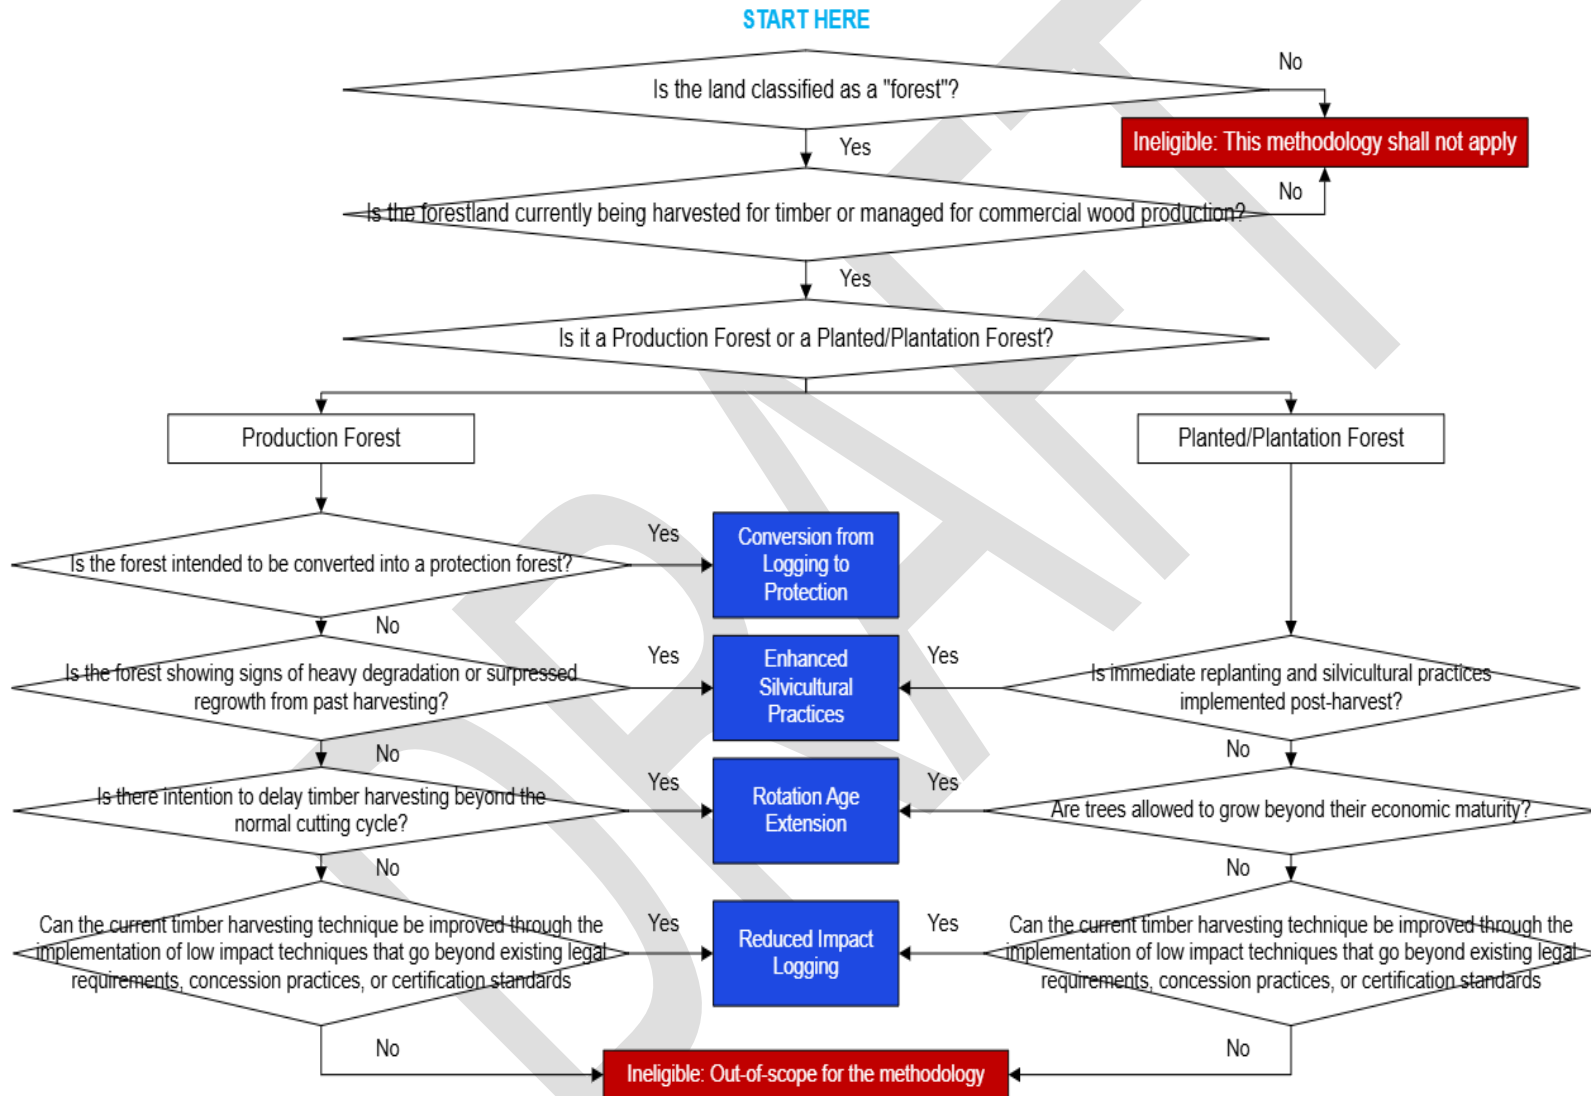 START HERE
Is the land classified as a "forest"?
No
Ineligible: This methodology shall not apply
Yes
No
Is the forestland currently being harvested for timber or managed for commercial wood production?
Yes
Is it a Production Forest or a Planted/Plantation Forest?
Production Forest
Planted/Plantation Forest
Is the forest intended to be converted into a protection forest?
Yes
Conversion from
Logging to
Protection
No
Is the forest showing signs of heavy degradation or surpressed
regrowth from past harvesting?
Yes
Enhanced
Silvicultural
Practices
Yes
Is immediate replanting and silvicultural practices
implemented post-harvest?
No
No
Is there intention to delay timber harvesting beyond the
normal cutting cycle?
Yes
Rotation Age
Extension
Yes
Are trees allowed to grow beyond their economic maturity?
No
No
Can the current timber harvesting technique be improved through the
implementation of low impact techniques that go beyond existing legal
requirements, concession practices, or certification standards
Yes
Reduced Impact
Logging
Yes
Can the current timber harvesting technique be improved through the
implementation of low impact techniques that go beyond existing legal
requirements, concession practices, or certification standards
No
No
Ineligible: Out-of-scope for the methodology
DRAFT